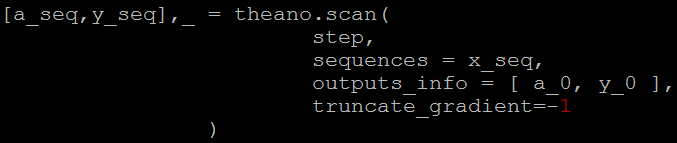 [a_seq,y_seq],_ = theano.scan(
step,
sequences = x_seq,
outputs_info = [ a_0, y_0 ],
truncate_gradient=-1
)